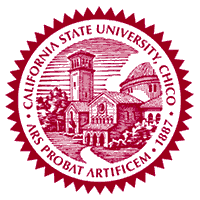 • CALIFORNIA STATE UNIVERSITY, CHICO •
ARS PROBAT ARTIFICEM • 1887